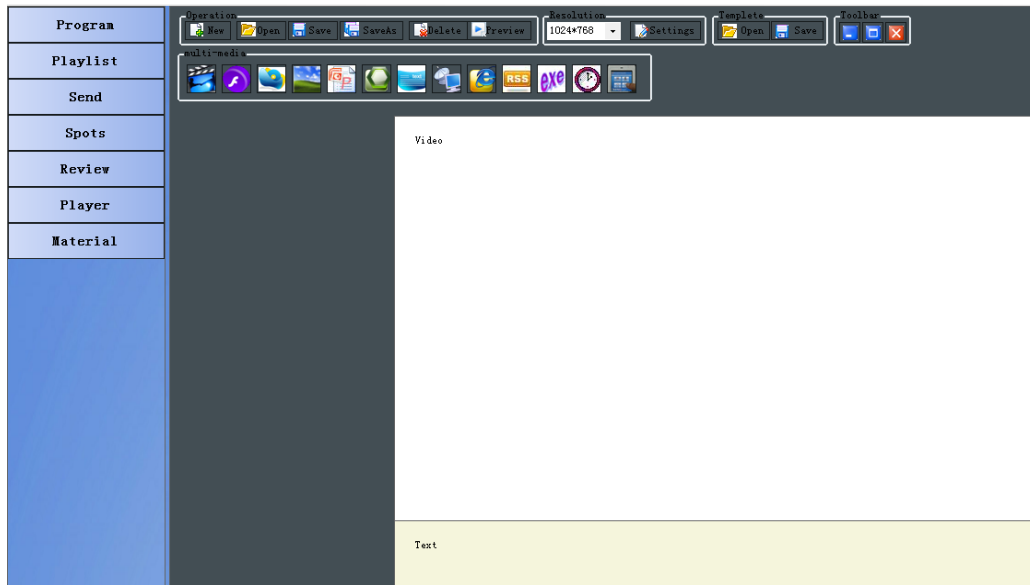 Program
Playlist
Send
Spots
Review
Player
Material
Operation
New Open Save SaveAs Delete Preview
Resolution
1024*768 Settings
Templete
Open Save
Toolbar
multi-media
RSS exe
Video
Text